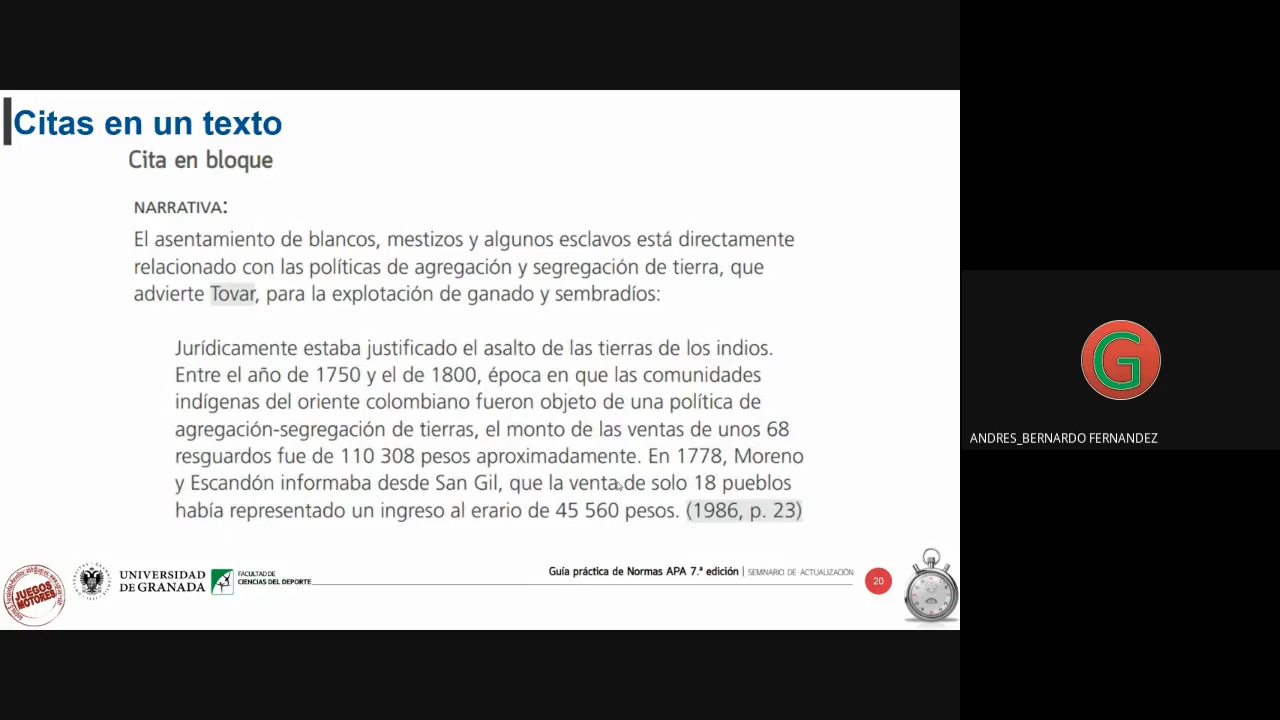 Citas en un texto
Cita en bloque
NARRATIVA:
El asentamiento de blancos, mestizos y algunos esclavos está directamente
relacionado con las políticas de agregación y segregación de tierra, que
advierte Tovar, para la explotación de ganado y sembradíos:
Jurídicamente estaba justificado el asalto de las tierras de los indios.
Entre el año de 1750 y el de 1800, época en que las comunidades
indígenas del oriente colombiano fueron objeto de una política de
agregación-segregación de tierras, el monto de las ventas de unos 68
resguardos fue de 110 308 pesos aproximadamente. En 1778, Moreno
y Escandón informaba desde San Gil, que la venta de solo 18 pueblos
había representado un ingreso al erario de 45 560 pesos. (1986, p. 23)
JUEGOS
MOTORES
UNIVERSIDAD
DE GRANADA
FACULTAD DE
CIENCIAS DEL DEPORTE
Guía práctica de Normas APA 7.ª edición | SEMINARIO DE ACTUALIZACIÓN
20
G
ANDRES_BERNARDO FERNANDEZ